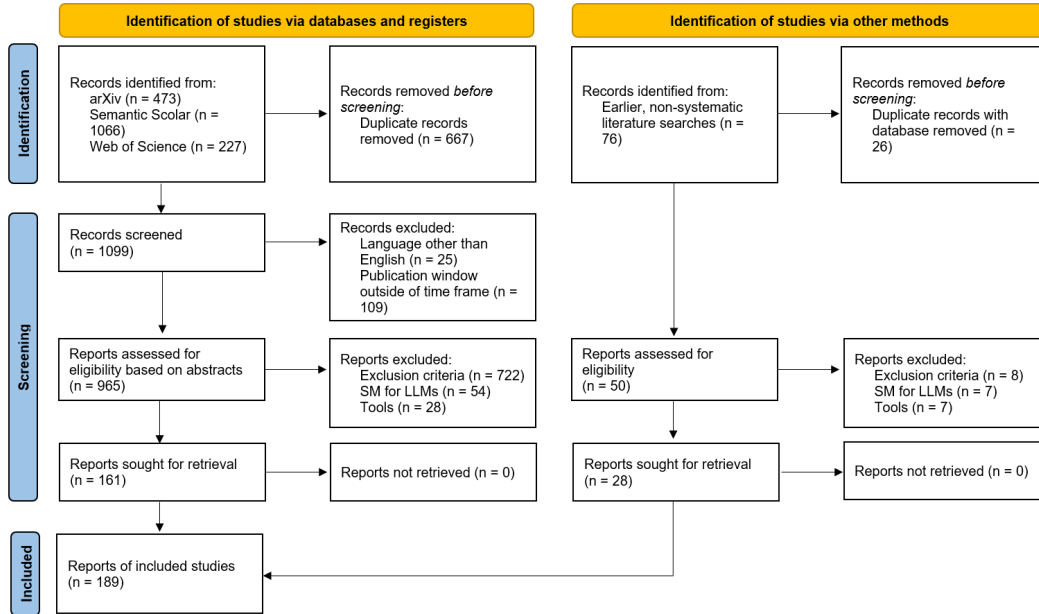 Identification of studies via databases and registers
Identification of studies via other methods
Identification
Records identified from:
arXiv (n = 473)
Semantic Scolar (n =
1066)
Web of Science (n = 227)
Records removed before
screening:
Duplicate records
removed (n = 667)
Records identified from:
Earlier, non-systematic
literature searches (n =
76)
Records removed before
screening:
Duplicate records with
database removed (n =
26)
Screening
Records screened
(n = 1099)
Records excluded:
Language other than
English (n = 25)
Publication window
outside of time frame (n =
109)
Reports assessed for
eligibility based on abstracts
(n = 965)
Reports excluded:
Exclusion criteria (n = 722)
SM for LLMs (n = 54)
Tools (n = 28)
Reports assessed for
eligibility
(n = 50)
Reports excluded:
Exclusion criteria (n = 8)
SM for LLMs (n = 7)
Tools (n = 7)
Reports sought for retrieval
(n = 161)
Reports not retrieved (n = 0)
Reports sought for retrieval
(n = 28)
Reports not retrieved (n = 0)
Included
Reports of included studies
(n = 189)